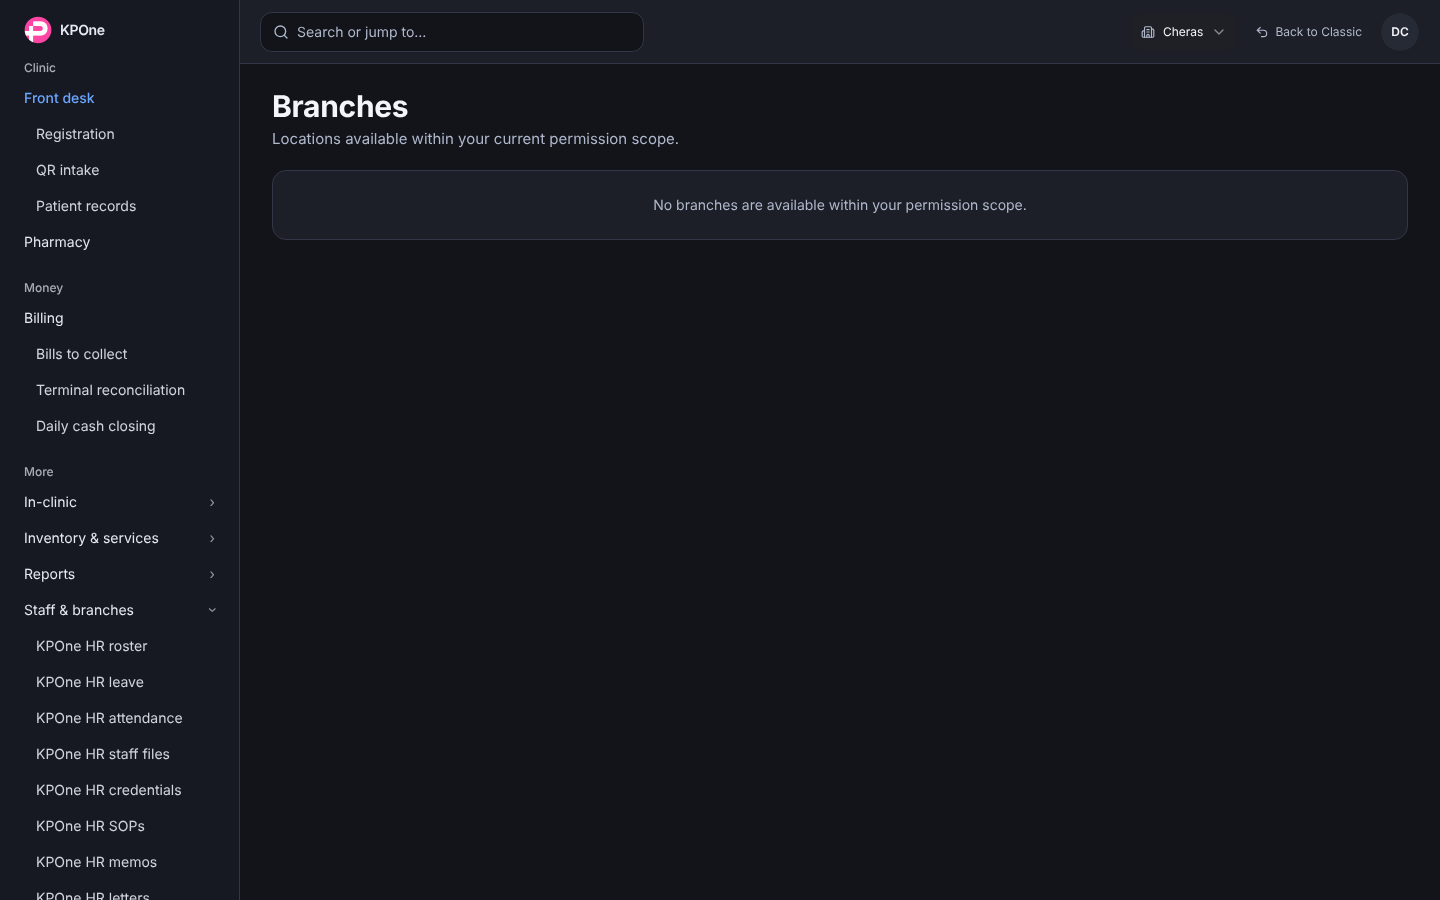 KPOne
Clinic
Front desk
Registration
QR intake
Patient records
Pharmacy
Money
Billing
Bills to collect
Terminal reconciliation
Daily cash closing
More
In-clinic
Inventory & services
Reports
Staff & branches
KPOne HR roster
KPOne HR leave
KPOne HR attendance
KPOne HR staff files
KPOne HR credentials
KPOne HR SOPs
KPOne HR memos
KPOne HR letters
Search or jump to...
Cheras
Back to Classic
DC
Branches
Locations available within your current permission scope.
No branches are available within your permission scope.